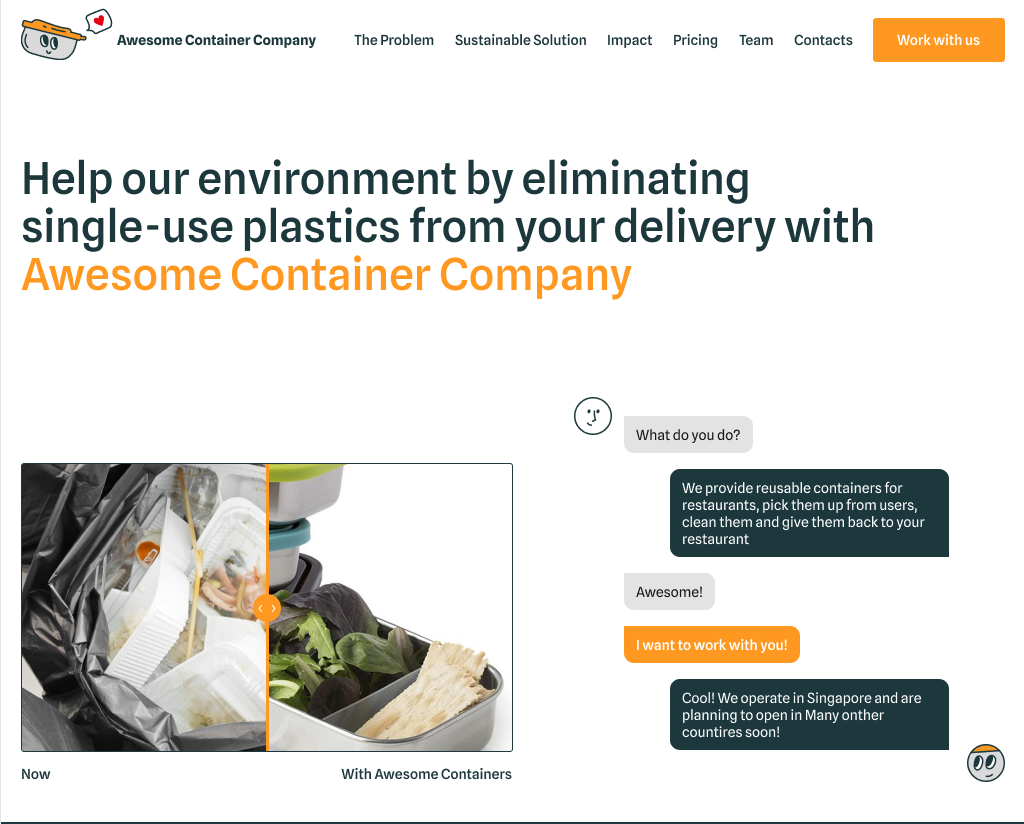 Awesome Container Company
The Problem
Sustainable Solution
Impact
Pricing
Team
Contacts
Work with us
Help our environment by eliminating
single-use plastics from your delivery with
Awesome Container Company
What do you do?
We provide reusable containers for
restaurants, pick them up from users,
clean them and give them back to your
restaurant
Awesome!
I want to work with you!
Cool! We operate in Singapore and are
planning to open in Many onther
countires soon!
Now
With Awesome Containers